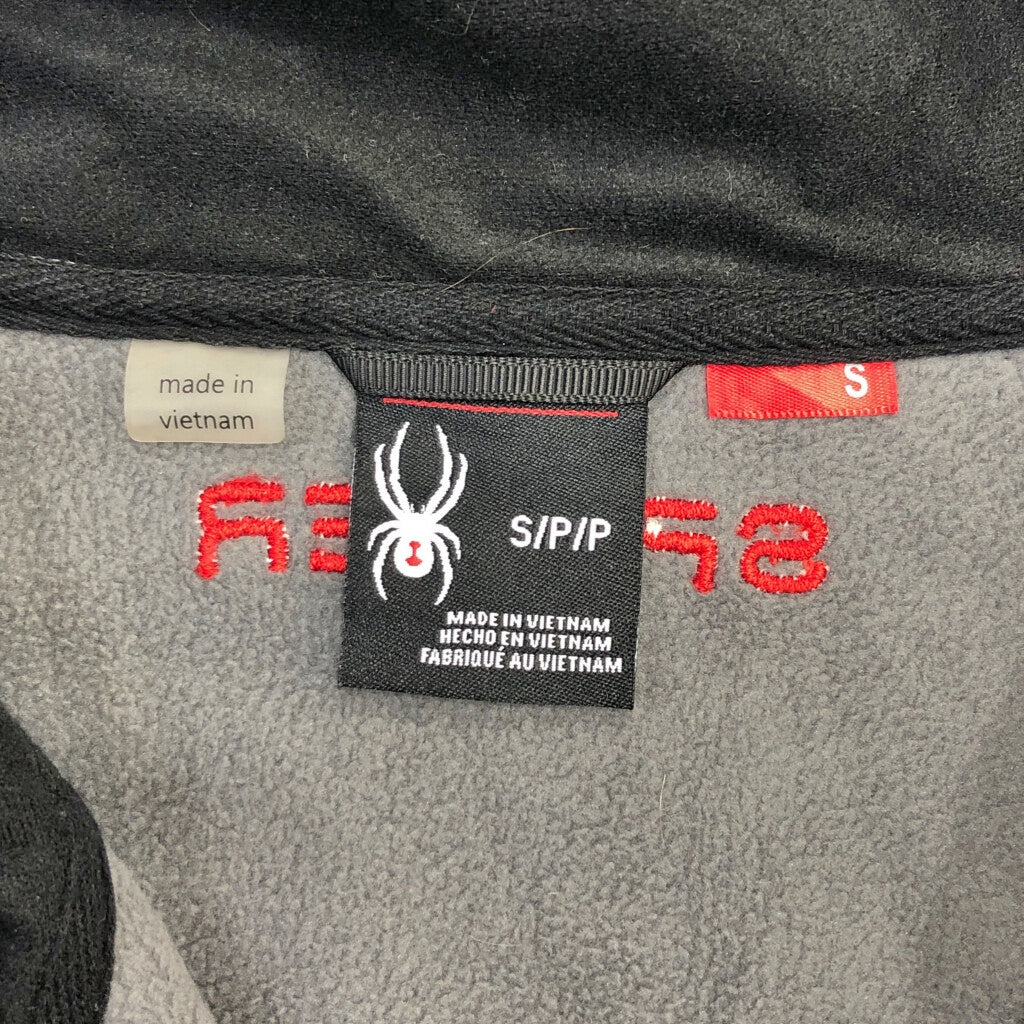 made in
vietnam
S
S/P/P
MADE IN VIETNAM
HECHO EN VIETNAM
FABRIQUÉ AU VIETNAM